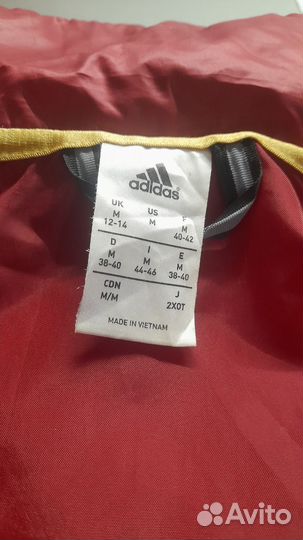 adidas
UK US F
M M M
12-14 40-42
D I E
M M M
38-40 44-46 38-40
CDN J
M/M 2XOT
MADE IN VIETNAM
Avito